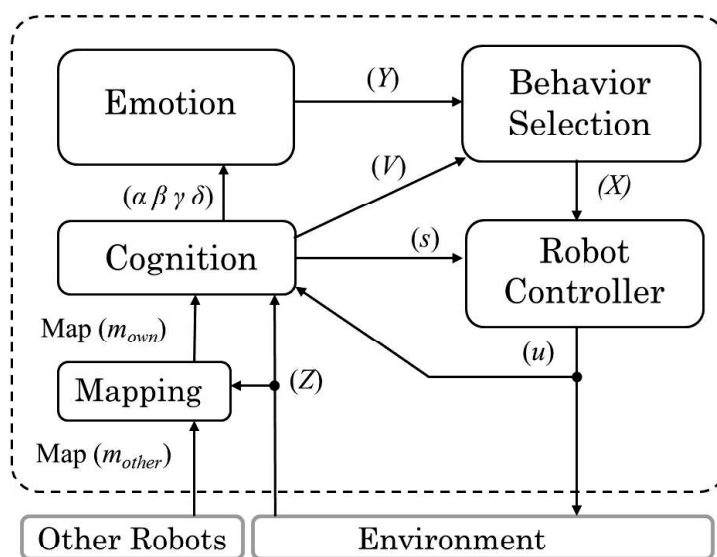 Emotion
(Y)
Behavior
Selection
(V)
(α β γ δ)
(X)
Cognition
(s)
Robot
Controller
Map (m_own)
(u)
Mapping
(Z)
Map (m_other)
Other Robots
Environment